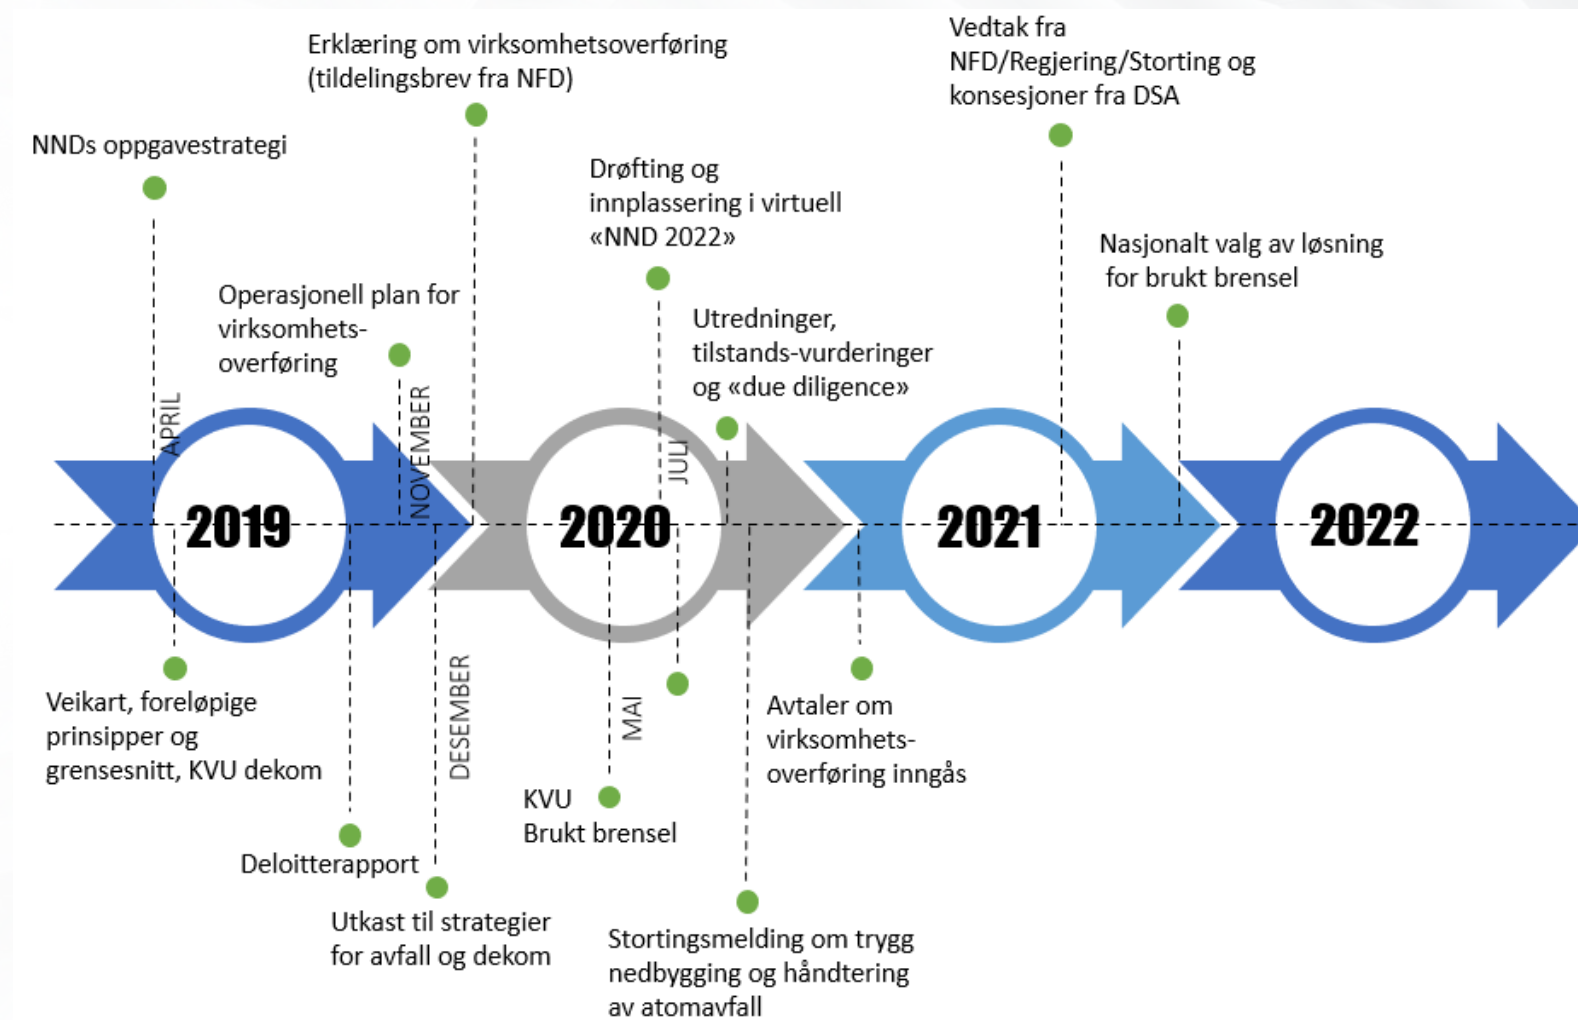 Erklæring om virksomhetsoverføring
(tildelingsbrev fra NFD)
Vedtak fra
NFD/Regjering/Storting og
konsesjoner fra DSA
NNDs oppgavestrategi
Drøfting og
innplassering i virtuell
«NND 2022»
Nasjonalt valg av løsning
for brukt brensel
Operasjonell plan for
virksomhets-
overføring
Utredninger,
tilstands-vurderinger
og «due diligence»
APRIL
NOVEMBER
JULI
2019
2020
2021
2022
DESEMBER
MAI
Veikart, foreløpige
prinsipper og
grensesnitt, KVU dekom
Avtaler om
virksomhets-
overføring inngås
KVU
Brukt brensel
Deloitterapport
Utkast til strategier
for avfall og dekom
Stortingsmelding om trygg
nedbygging og håndtering
av atomavfall